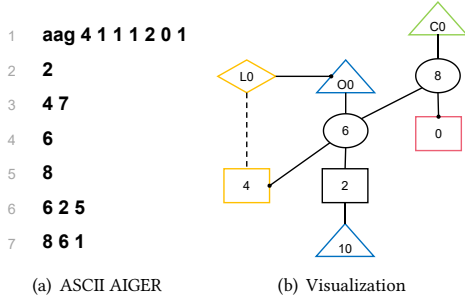 1 aag 4 1 1 1 2 0 1
2 2
3 4 7
4 6
5 8
6 6 2 5
7 8 6 1
(a) ASCII AIGER
C0
L0
O0
8
6
0
4
2
10
(b) Visualization